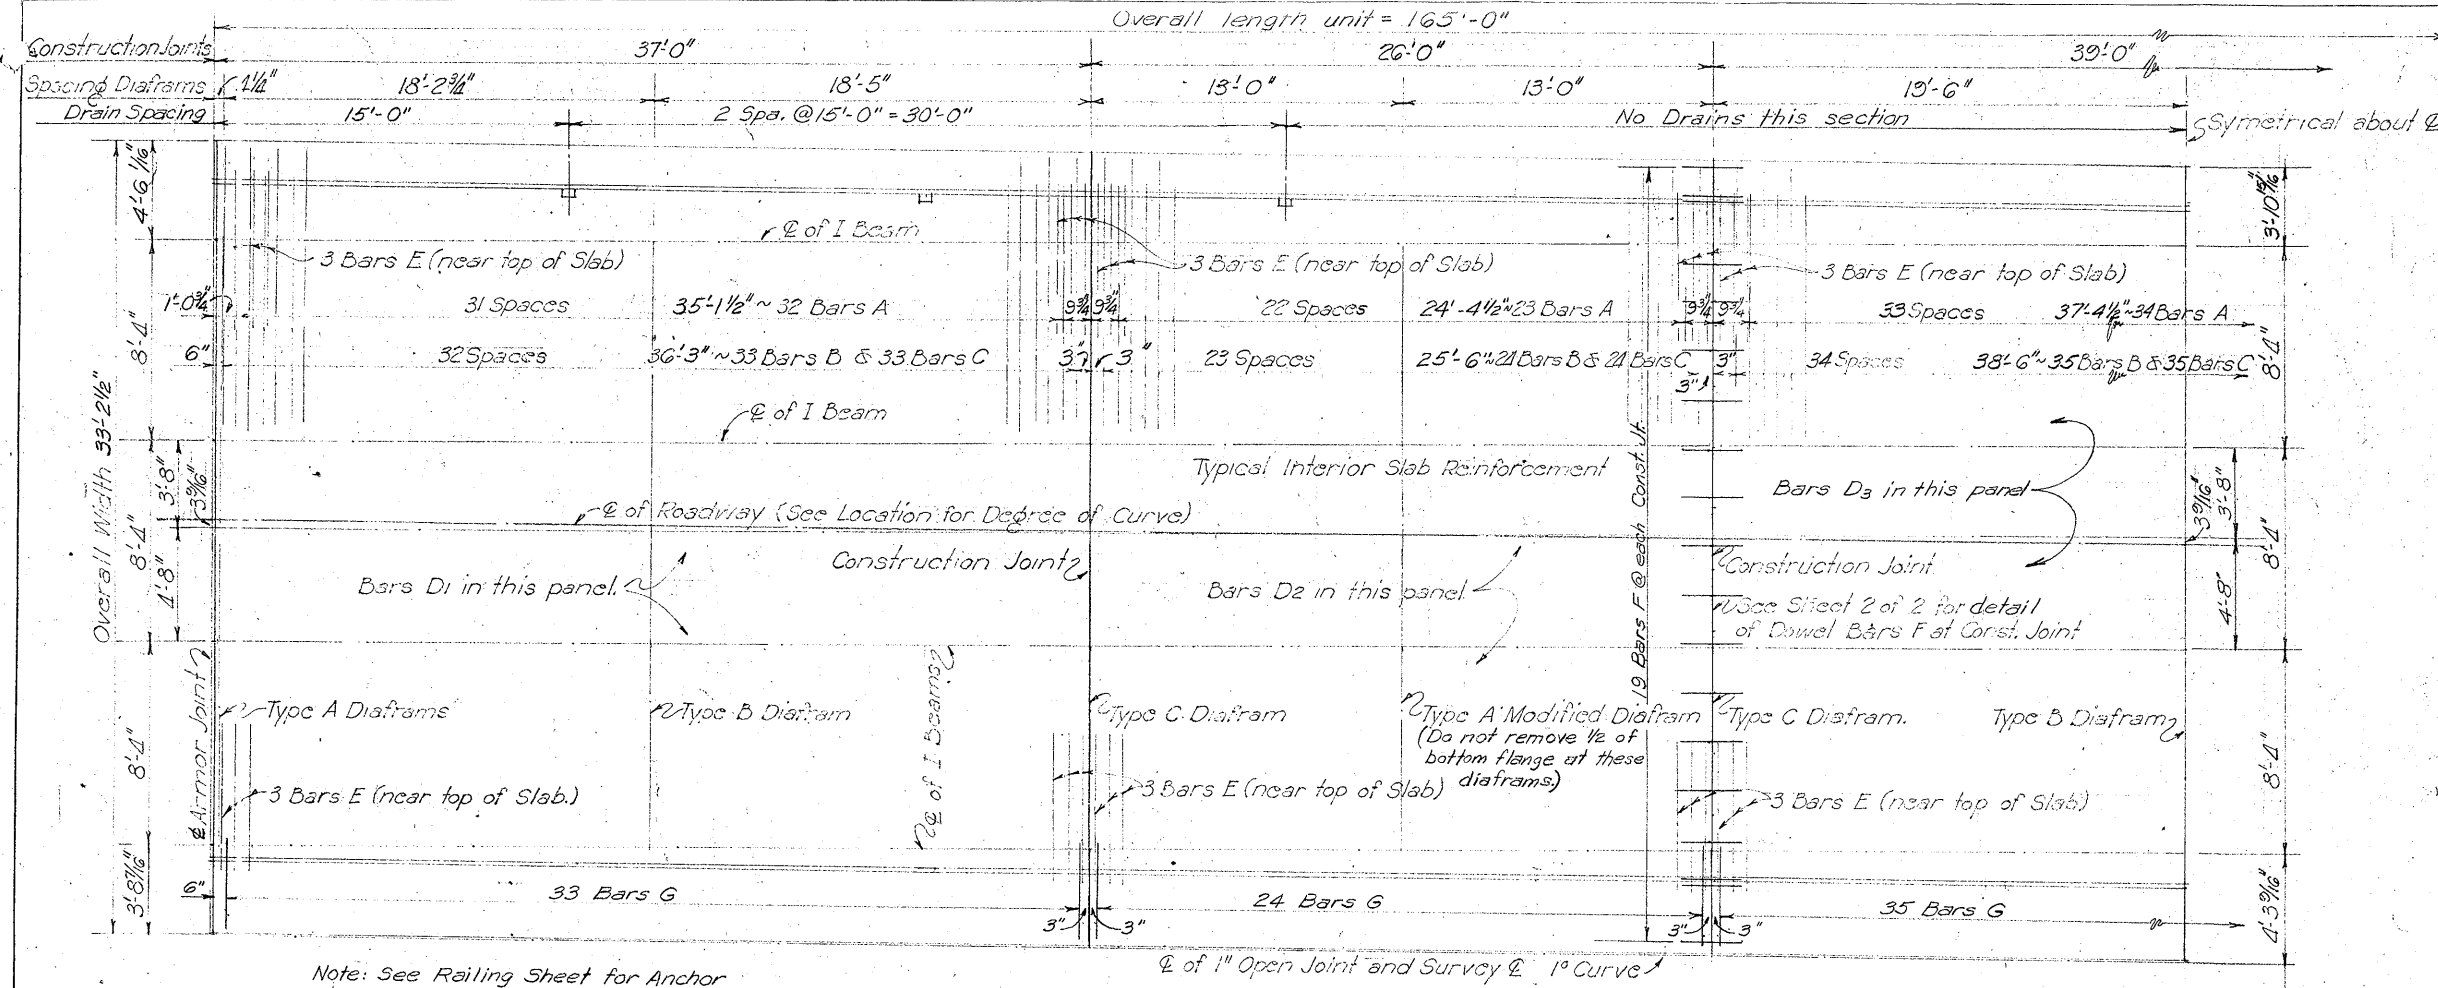 Overall length unit = 165'-0"
Construction Joints 37'-0" 26'-0" 39'-0"
Spacing Diaframs 1 1/4" 18'-2 3/4" 18'-5" 13'-0" 13'-0" 19'-6"
Drain Spacing 15'-0" 2 Spa. @ 15'-0" = 30'-0" No Drains this section
Symetrical about ℄
4'-6 1/16"
3'-10 15/16"
℄ of I Beam
3 Bars E (near top of Slab) 3 Bars E (near top of Slab) 3 Bars E (near top of Slab)
1'-0 3/4" 31 Spaces 35'-1 1/2" ~ 32 Bars A 9 3/4 9 3/4 22 Spaces 24'-4 1/2" ~ 23 Bars A 9 3/4 9 3/4 33 Spaces 37'-4 1/2" ~ 34 Bars A
8'-4" 8'-4"
6" 32 Spaces 36'-3" ~ 33 Bars B & 33 Bars C 3" 3" 23 Spaces 25'-6" ~ 24 Bars B & 24 Bars C 3" 34 Spaces 38'-6" ~ 35 Bars B & 35 Bars C
3"
℄ of I Beam
Overall Width 33'-2 1/2"
19 Bars F @ each Const. Jt.
Typical Interior Slab Reinforcement
3'-8" 3 9/16" Bars D3 in this panel 3 9/16" 3'-8"
℄ of Roadway (See Location for Degree of Curve)
8'-4" 8'-4"
Construction Joint Construction Joint
4'-8" Bars D1 in this panel. Bars D2 in this panel. 4'-8"
See Sheet 2 of 2 for detail
of Dowel Bars F at Const. Joint
℄ Armor Joint
℄ of I Beams
Type A Diaframs Type B Diafram Type C Diafram Type A Modified Diafram Type C Diafram. Type B Diafram
(Do not remove 1/2 of
bottom flange at these
diaframs.)
8'-4" 8'-4"
3 Bars E (near top of Slab.) 3 Bars E (near top of Slab) 3 Bars E (near top of Slab)
3'-8 7/16" 4'-3 9/16"
6" 33 Bars G 24 Bars G 35 Bars G
3" 3" 3" 3"
℄ of 1" Open Joint and Survey ℄ 1° Curve
Note: See Railing Sheet for Anchor